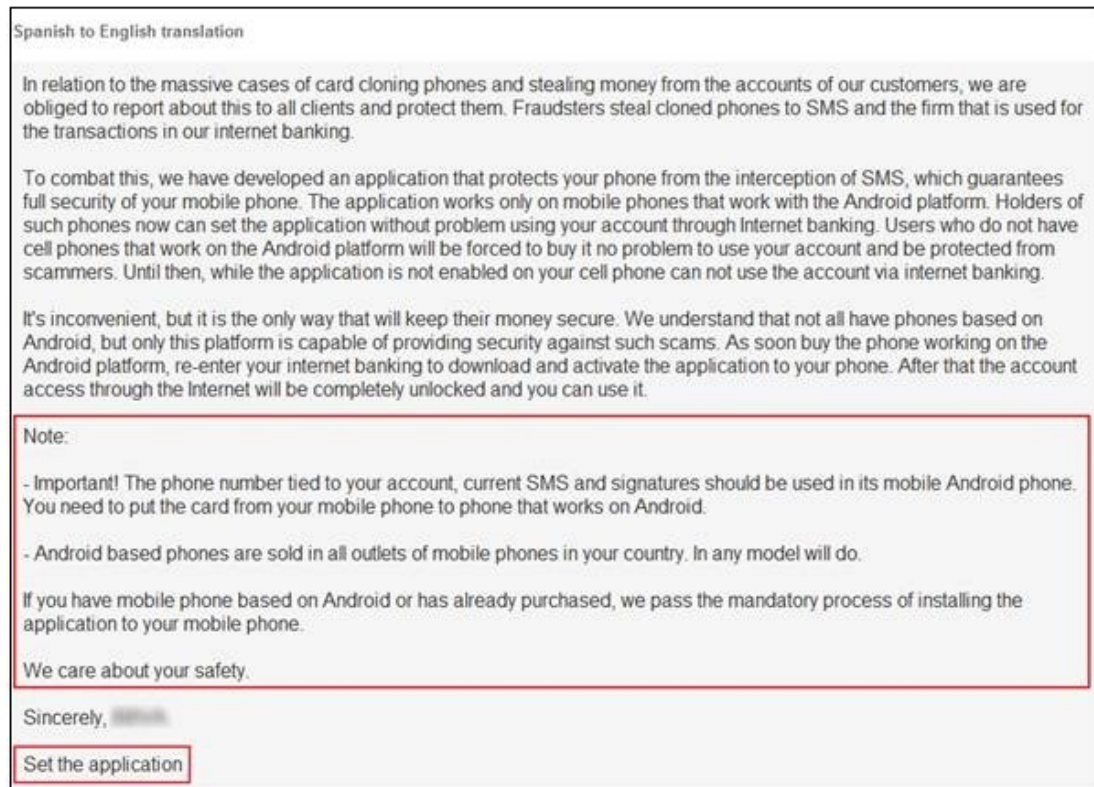 Spanish to English translation
In relation to the massive cases of card cloning phones and stealing money from the accounts of our customers, we are
obliged to report about this to all clients and protect them. Fraudsters steal cloned phones to SMS and the firm that is used for
the transactions in our internet banking.
To combat this, we have developed an application that protects your phone from the interception of SMS, which guarantees
full security of your mobile phone. The application works only on mobile phones that work with the Android platform. Holders of
such phones now can set the application without problem using your account through Internet banking. Users who do not have
cell phones that work on the Android platform will be forced to buy it no problem to use your account and be protected from
scammers. Until then, while the application is not enabled on your cell phone can not use the account via internet banking.
It's inconvenient, but it is the only way that will keep their money secure. We understand that not all have phones based on
Android, but only this platform is capable of providing security against such scams. As soon buy the phone working on the
Android platform, re-enter your internet banking to download and activate the application to your phone. After that the account
access through the Internet will be completely unlocked and you can use it.
Note:
- Important! The phone number tied to your account, current SMS and signatures should be used in its mobile Android phone.
You need to put the card from your mobile phone to phone that works on Android.
- Android based phones are sold in all outlets of mobile phones in your country. In any model will do.
If you have mobile phone based on Android or has already purchased, we pass the mandatory process of installing the
application to your mobile phone.
We care about your safety.
Sincerely,
Set the application